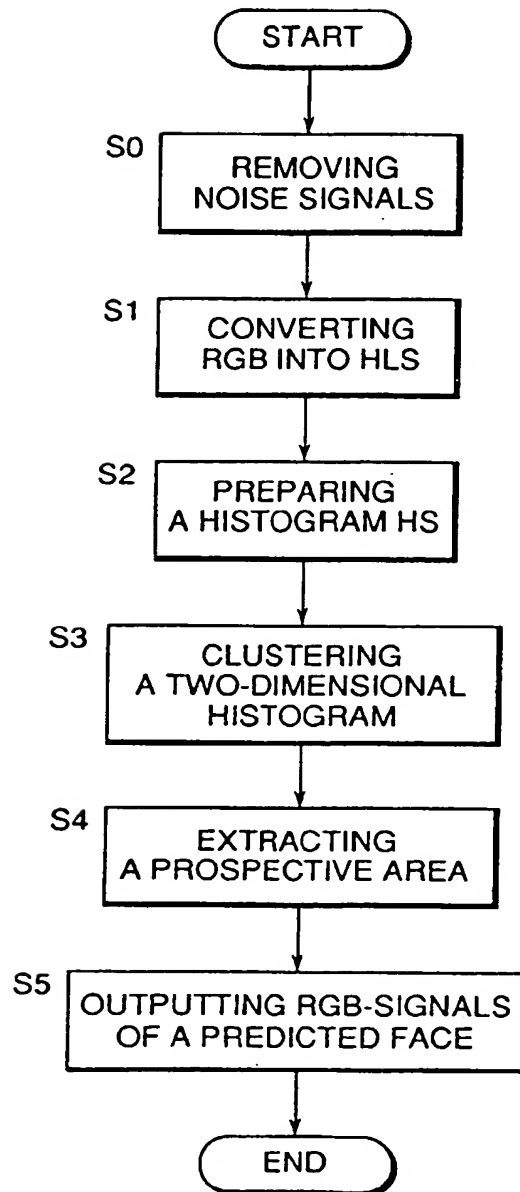 START
S0
REMOVING
NOISE SIGNALS
S1
CONVERTING
RGB INTO HLS
S2
PREPARING
A HISTOGRAM HS
S3
CLUSTERING
A TWO-DIMENSIONAL
HISTOGRAM
S4
EXTRACTING
A PROSPECTIVE AREA
S5
OUTPUTTING RGB-SIGNALS
OF A PREDICTED FACE
END